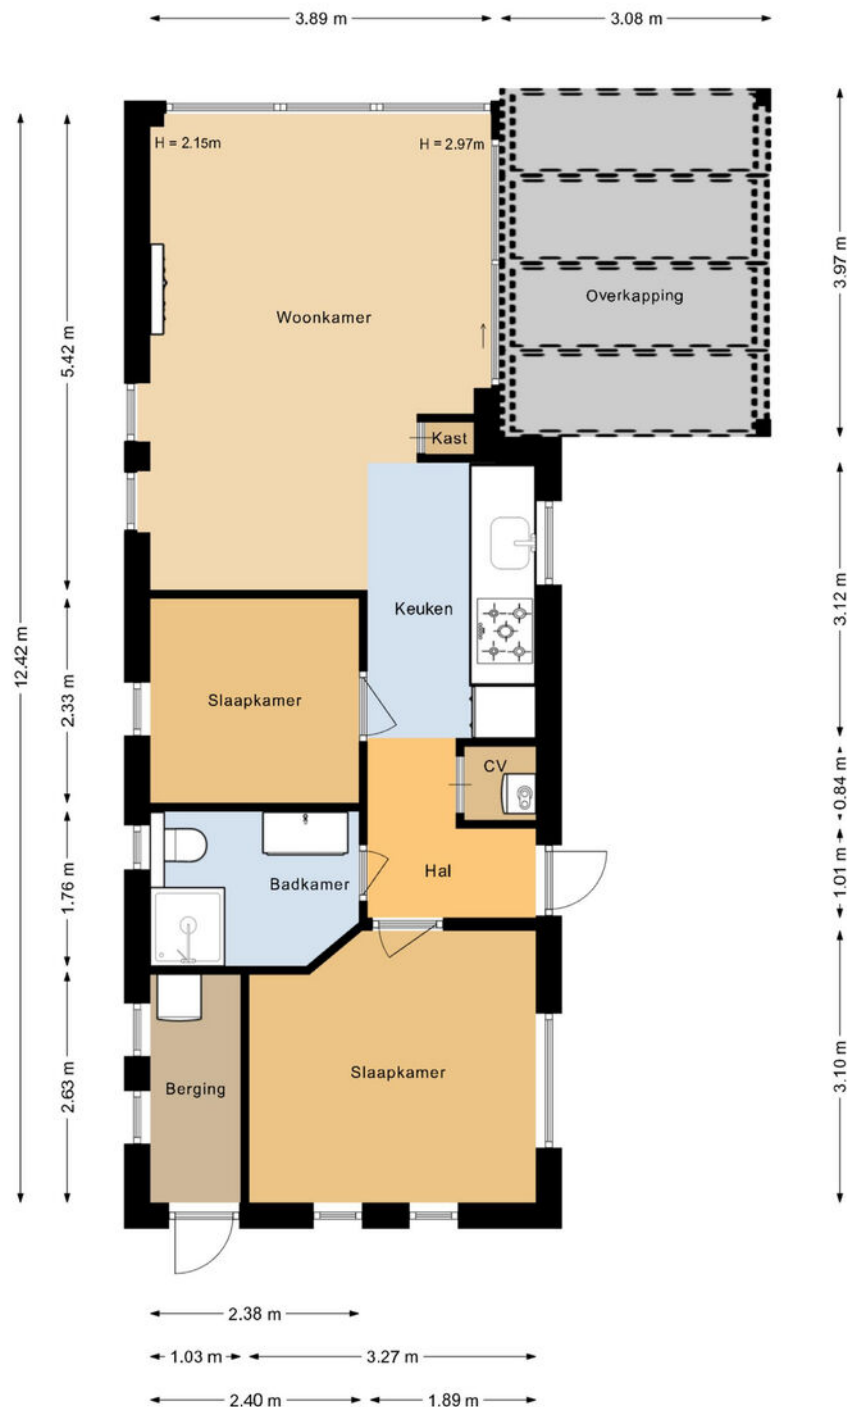 3.89 m
3.08 m
H = 2.15m
H = 2.97m
Woonkamer
Overkapping
3.97 m
5.42 m
Kast
Keuken
3.12 m
12.42 m
Slaapkamer
2.33 m
CV
0.84 m
Hal
Badkamer
1.76 m
1.01 m
Slaapkamer
Berging
2.63 m
3.10 m
2.38 m
1.03 m
3.27 m
2.40 m
1.89 m